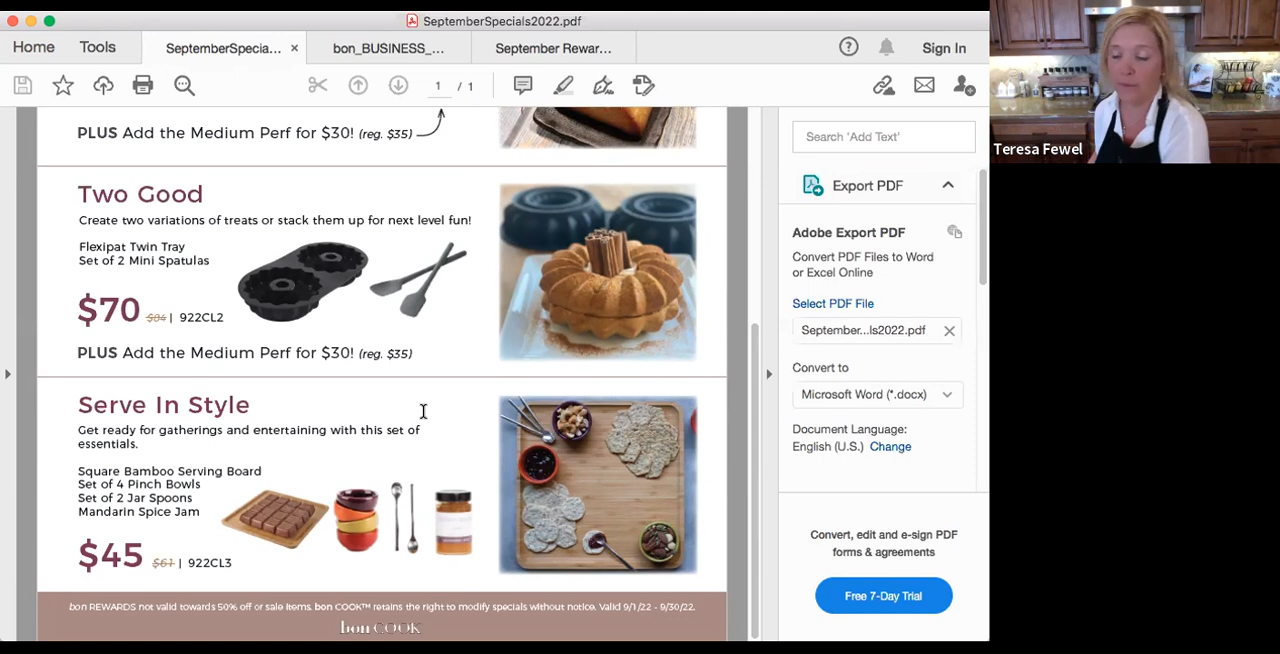 SeptemberSpecials2022.pdf
Home
Tools
SeptemberSpecia... ×
bon_BUSINESS_...
September Rewar...
Sign In
1 / 1
Teresa Fewel
PLUS Add the Medium Perf for $30! (reg. $35)
Two Good
Create two variations of treats or stack them up for next level fun!
Flexipat Twin Tray
Set of 2 Mini Spatulas
$70 $84 | 922CL2
PLUS Add the Medium Perf for $30! (reg. $35)
Serve In Style
Get ready for gatherings and entertaining with this set of
essentials.
Square Bamboo Serving Board
Set of 4 Pinch Bowls
Set of 2 Jar Spoons
Mandarin Spice Jam
$45 $61 | 922CL3
bon REWARDS not valid towards 50% off or sale items. bon COOK™ retains the right to modify specials without notice. Valid 9/1/22 - 9/30/22.
bon COOK
Search 'Add Text'
Export PDF
Adobe Export PDF
Convert PDF Files to Word
or Excel Online
Select PDF File
September...ls2022.pdf
Convert to
Microsoft Word (*.docx)
Document Language:
English (U.S.) Change
Convert, edit and e-sign PDF
forms & agreements
Free 7-Day Trial